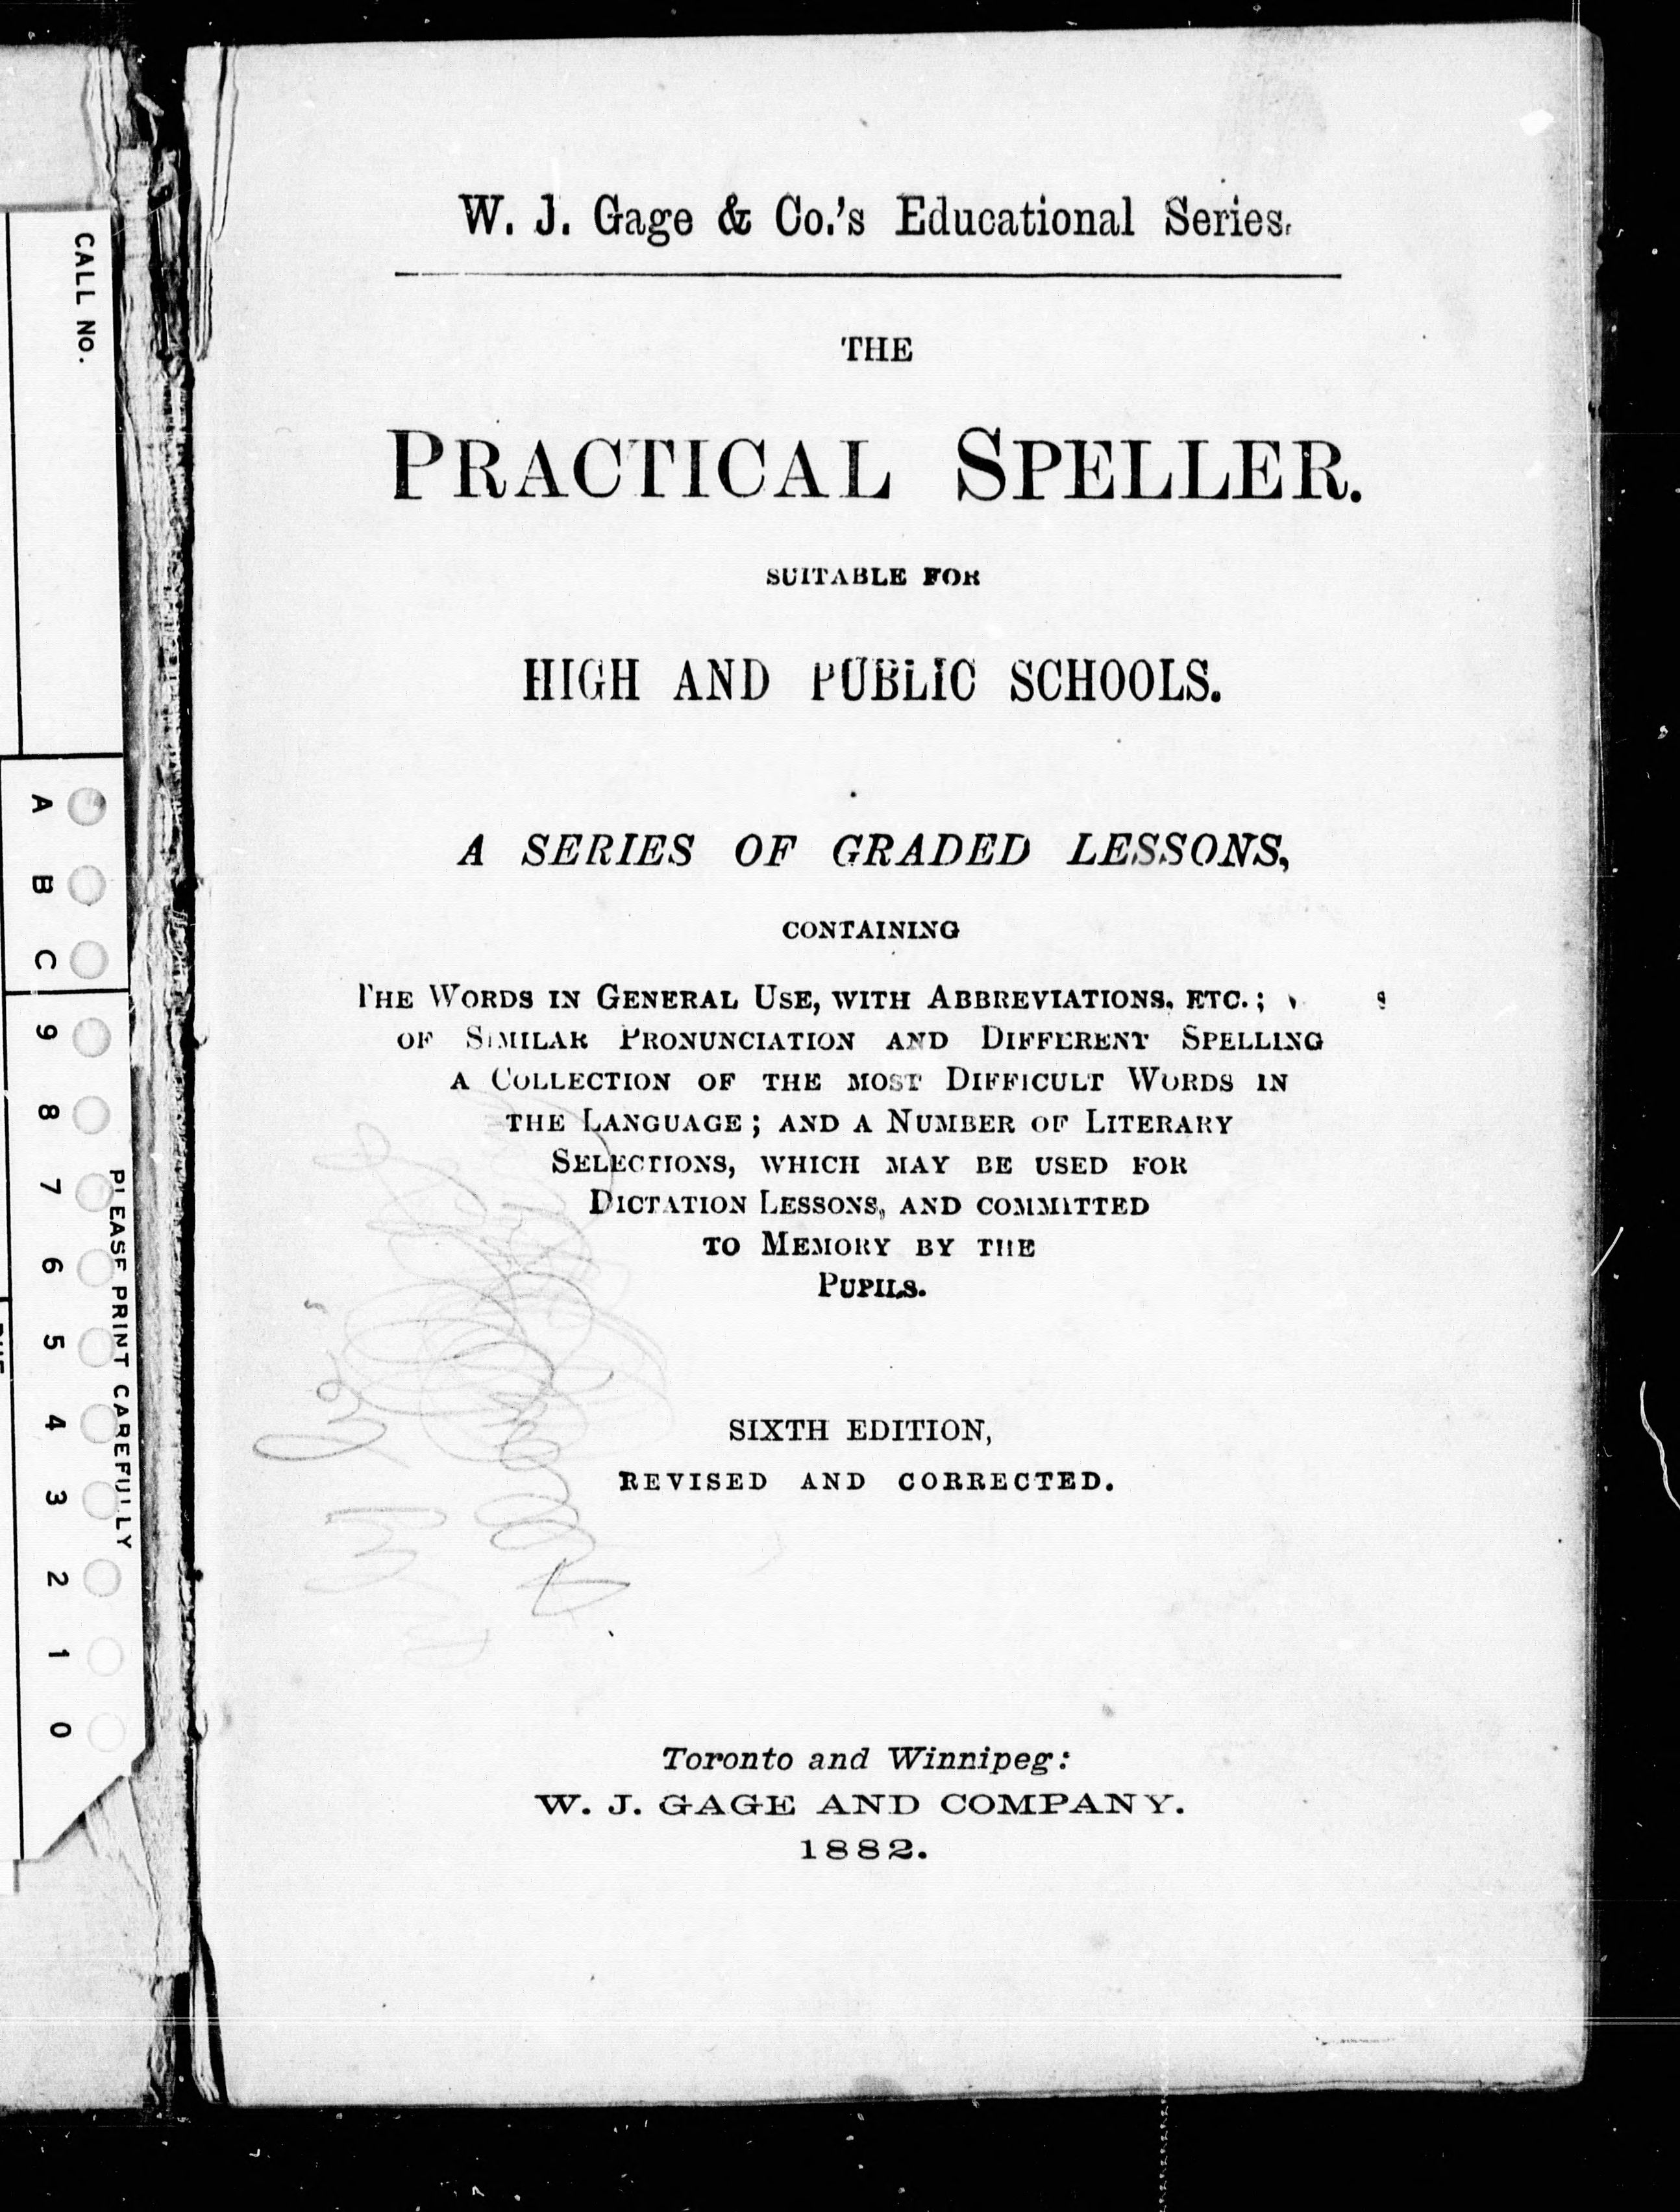 W. J. Gage & Co.'s Educational Series.
THE
PRACTICAL SPELLER.
SUITABLE FOR
HIGH AND PUBLIC SCHOOLS.
A SERIES OF GRADED LESSONS,
CONTAINING
THE WORDS IN GENERAL USE, WITH ABBREVIATIONS, ETC.;
OF SIMILAR PRONUNCIATION AND DIFFERENT SPELLING
A COLLECTION OF THE MOST DIFFICULT WORDS IN
THE LANGUAGE; AND A NUMBER OF LITERARY
SELECTIONS, WHICH MAY BE USED FOR
DICTATION LESSONS, AND COMMITTED
TO MEMORY BY THE
PUPILS.
SIXTH EDITION,
REVISED AND CORRECTED.
Toronto and Winnipeg:
W. J. GAGE AND COMPANY.
1882.
CALL No.
A
B
C
9
8
7
6
5
4
3
2
1
0
PLEASE PRINT CAREFULLY